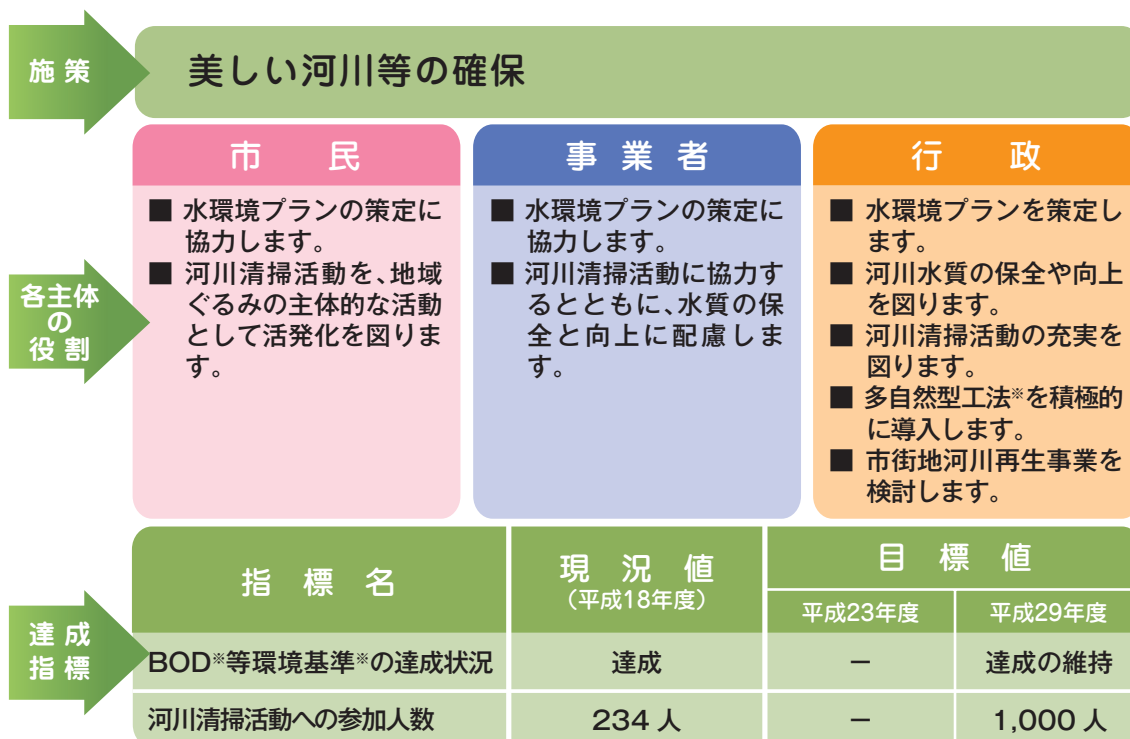 施策
美しい河川等の確保
各主体
の
役割
市民
■ 水環境プランの策定に
協力します。
■ 河川清掃活動を、地域
ぐるみの主体的な活動
として活発化を図りま
す。
事業者
■ 水環境プランの策定に
協力します。
■ 河川清掃活動に協力す
るとともに、水質の保
全と向上に配慮しま
す。
行政
■ 水環境プランを策定し
ます。
■ 河川水質の保全や向上
を図ります。
■ 河川清掃活動の充実を
図ります。
■ 多自然型工法※を積極的
に導入します。
■ 市街地河川再生事業を
検討します。
達成
指標
指標名
現況値
（平成18年度）
目標値
平成23年度 平成29年度
BOD※等環境基準※の達成状況 達成 － 達成の維持
河川清掃活動への参加人数 234 人 － 1,000 人